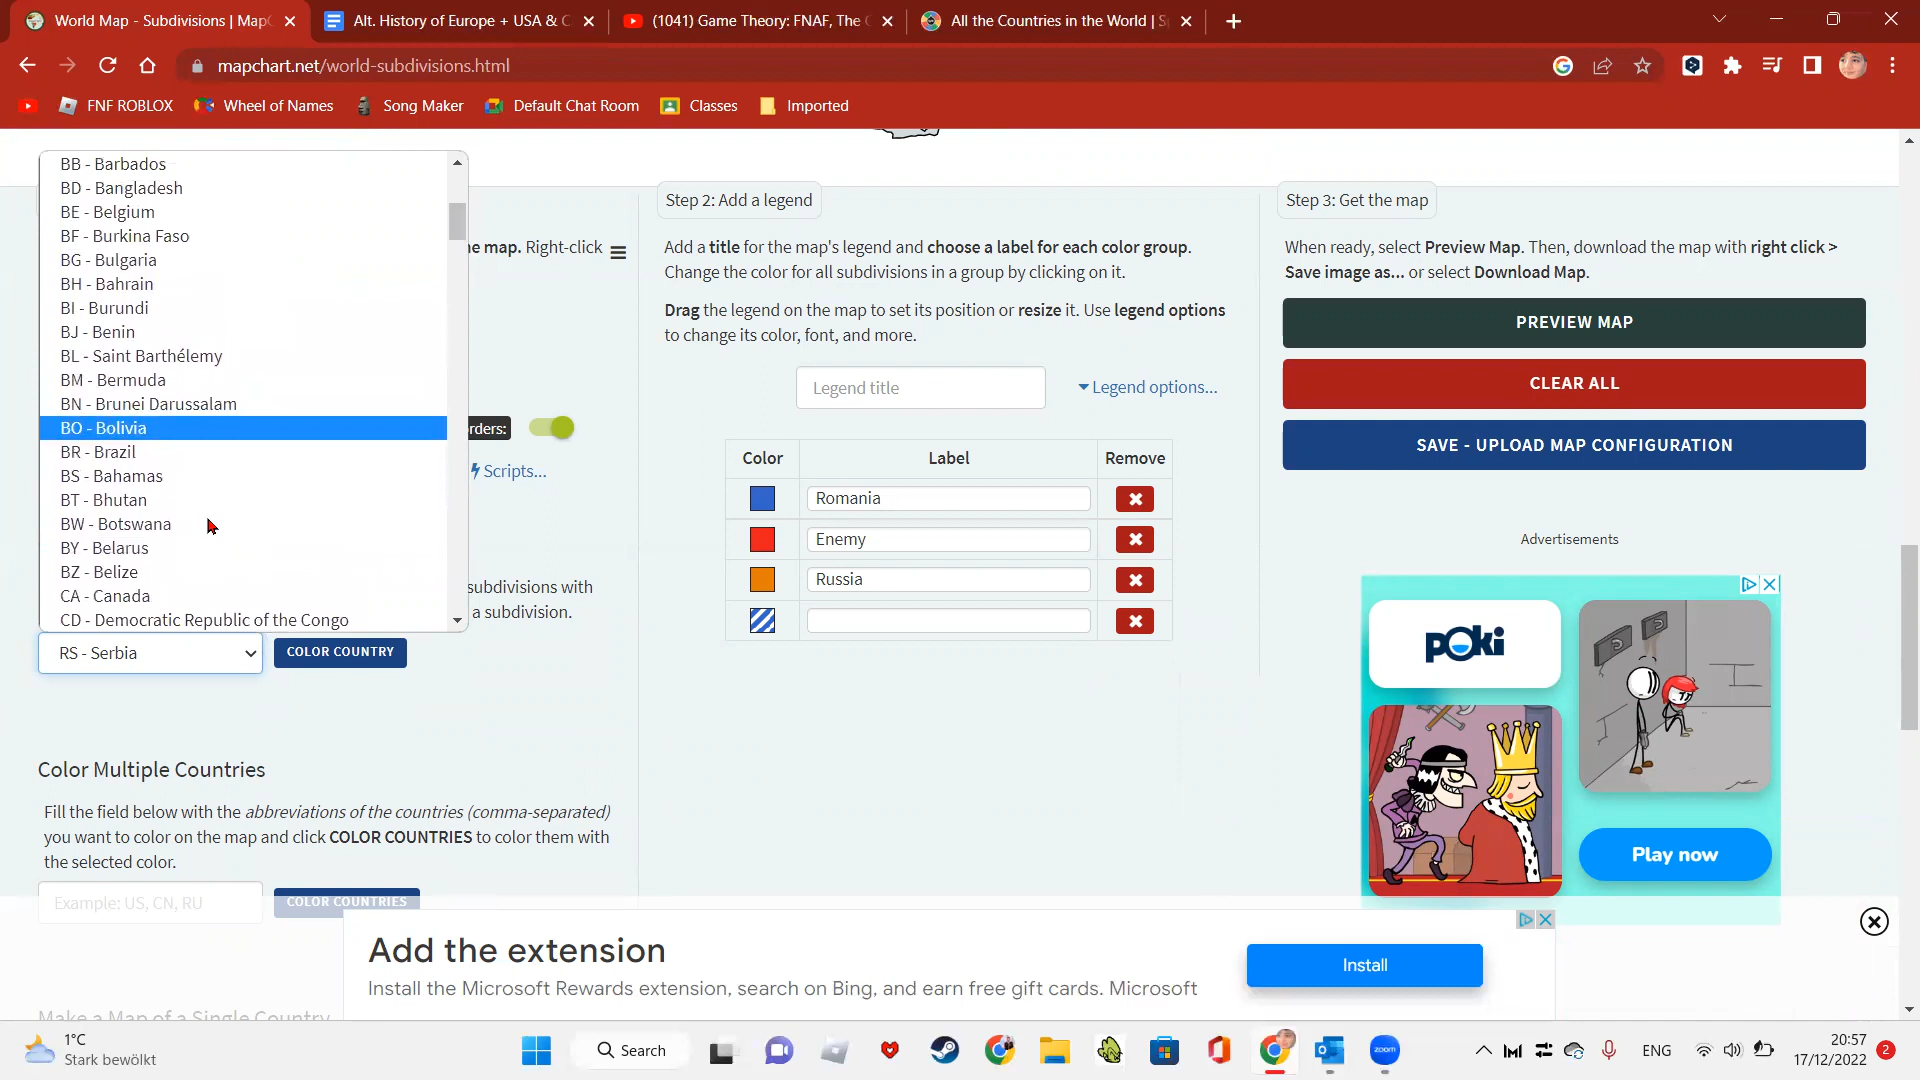 World Map - Subdivisions | Map
Alt. History of Europe + USA & C
(1041) Game Theory: FNAF, The
All the Countries in the World | S
mapchart.net/world-subdivisions.html
FNF ROBLOX
Wheel of Names
Song Maker
Default Chat Room
Classes
Imported
BB - Barbados
BD - Bangladesh
BE - Belgium
BF - Burkina Faso
BG - Bulgaria
BH - Bahrain
BI - Burundi
BJ - Benin
BL - Saint Barthélemy
BM - Bermuda
BN - Brunei Darussalam
BO - Bolivia
BR - Brazil
BS - Bahamas
BT - Bhutan
BW - Botswana
BY - Belarus
BZ - Belize
CA - Canada
CD - Democratic Republic of the Congo
RS - Serbia
COLOR COUNTRY
he map. Right-click
orders:
Scripts...
subdivisions with
a subdivision.
Color Multiple Countries
Fill the field below with the abbreviations of the countries (comma-separated)
you want to color on the map and click COLOR COUNTRIES to color them with
the selected color.
Example: US, CN, RU
COLOR COUNTRIES
Make a Map of a Single Country
Step 2: Add a legend
Add a title for the map's legend and choose a label for each color group.
Change the color for all subdivisions in a group by clicking on it.
Drag the legend on the map to set its position or resize it. Use legend options
to change its color, font, and more.
Legend title
Legend options...
Color Label Remove
Romania
Enemy
Russia
Step 3: Get the map
When ready, select Preview Map. Then, download the map with right click >
Save image as... or select Download Map.
PREVIEW MAP
CLEAR ALL
SAVE - UPLOAD MAP CONFIGURATION
Advertisements
poki
Play now
Add the extension
Install the Microsoft Rewards extension, search on Bing, and earn free gift cards. Microsoft
Install
1°C
Stark bewölkt
Search
zoom
ENG
20:57
17/12/2022
2